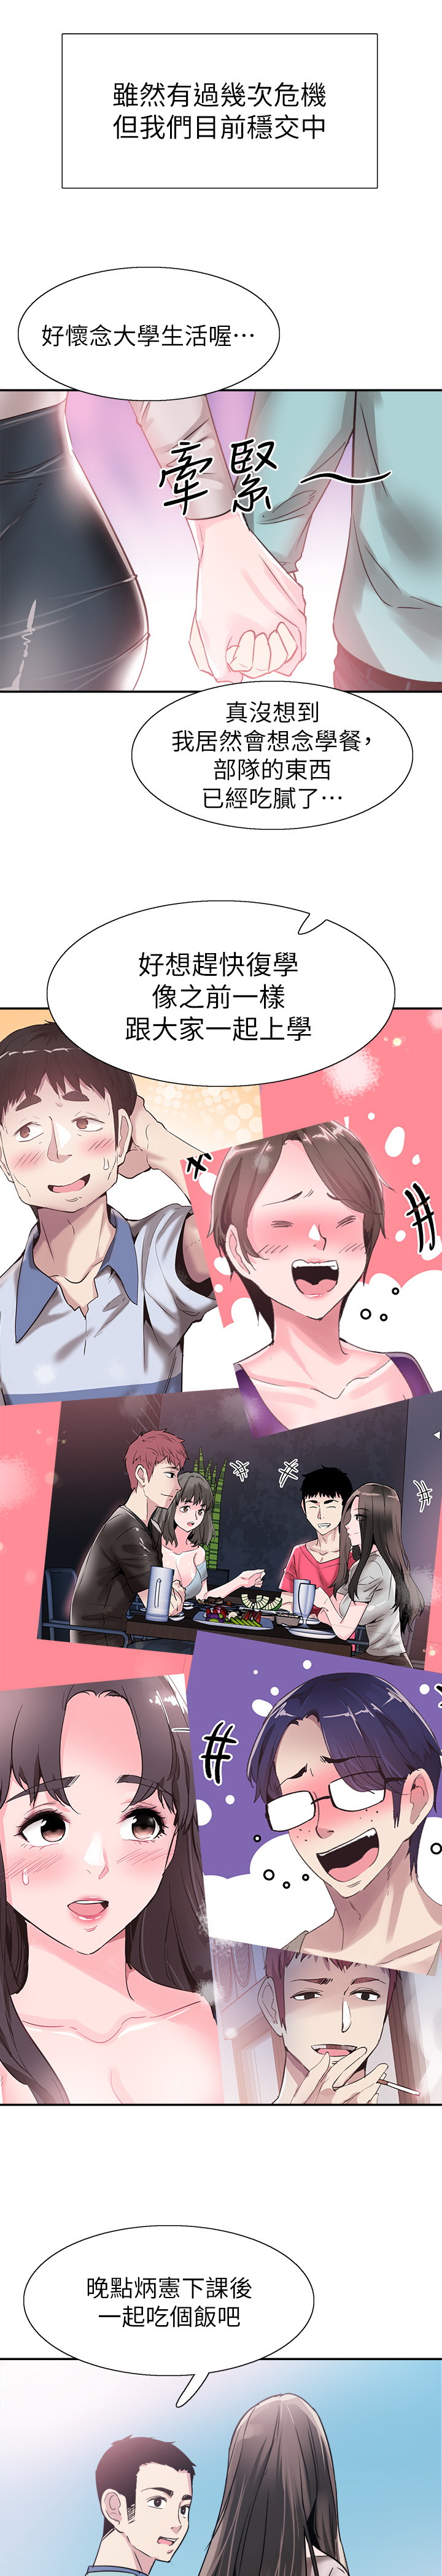 雖然有過幾次危機
但我們目前穩交中
好懷念大學生活喔…
牽緊～
真沒想到
我居然會想念學餐，
部隊的東西
已經吃膩了…
好想趕快復學
像之前一樣
跟大家一起上學
晚點炳憲下課後
一起吃個飯吧